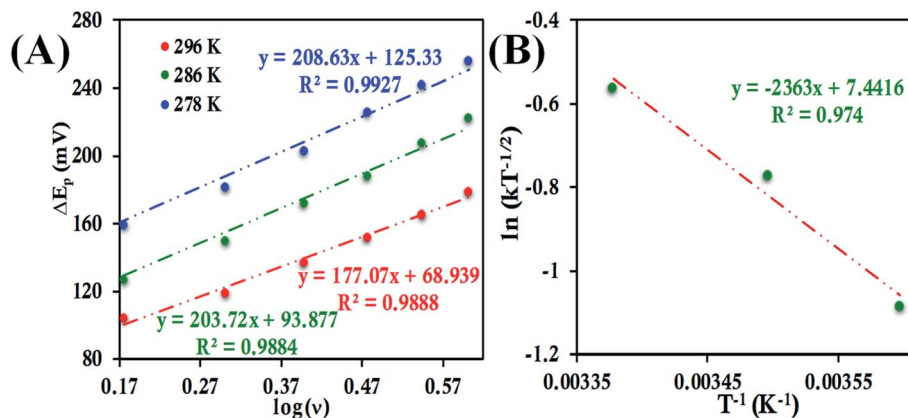 (A)
296 K
286 K
278 K
y = 208.63x + 125.33
R² = 0.9927
y = 177.07x + 68.939
R² = 0.9888
y = 203.72x + 93.877
R² = 0.9884
ΔEₚ (mV)
280
240
200
160
120
80
0.17 0.27 0.37 0.47 0.57
log(ν)
(B)
y = -2363x + 7.4416
R² = 0.974
ln (kT⁻¹/²)
-0.4
-0.6
-0.8
-1
-1.2
0.00335 0.00345 0.00355
T⁻¹ (K⁻¹)